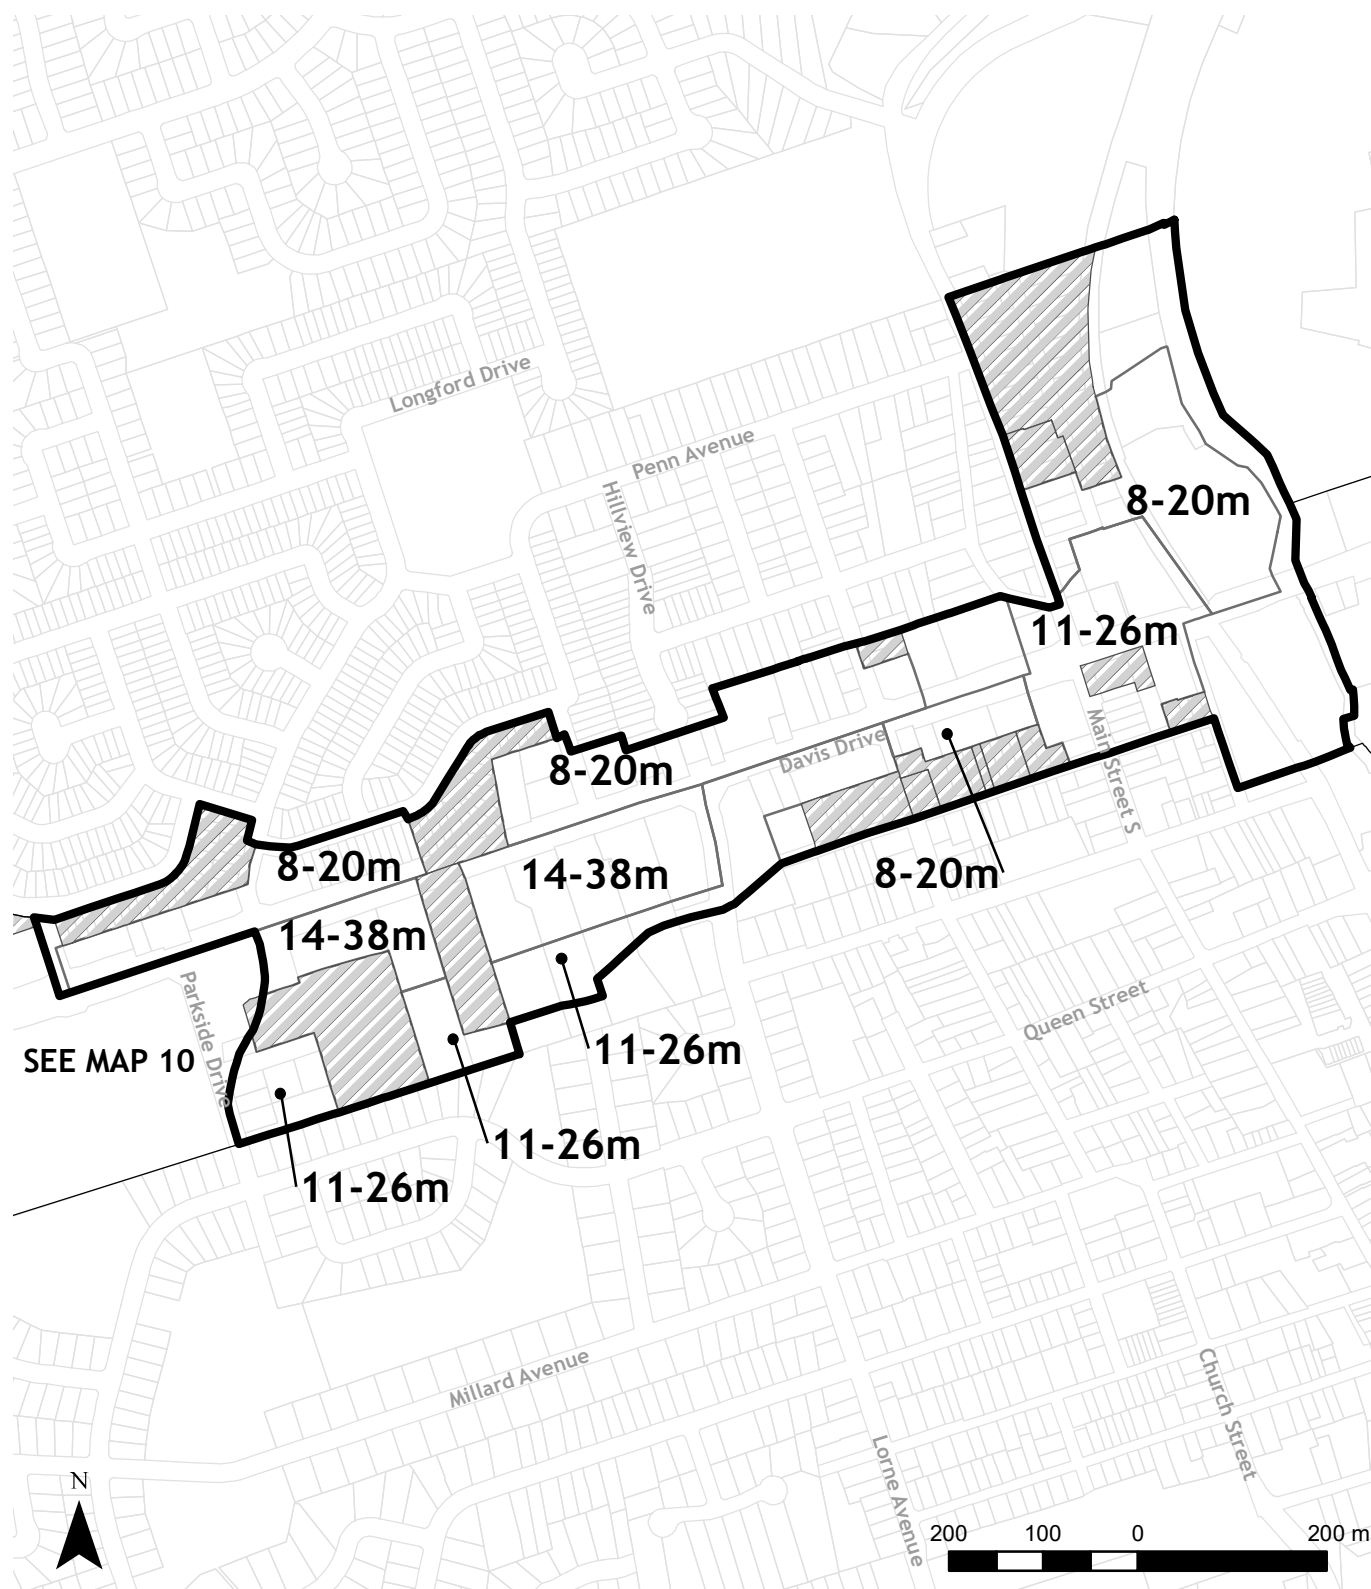 Longford Drive
Penn Avenue
Hillview Drive
8-20m
11-26m
Main Street S
Davis Drive
8-20m
8-20m
14-38m
8-20m
14-38m
Parkside Drive
Queen Street
SEE MAP 10
11-26m
11-26m
11-26m
Millard Avenue
Church Street
Lorne Avenue
N
200 100 0 200 m